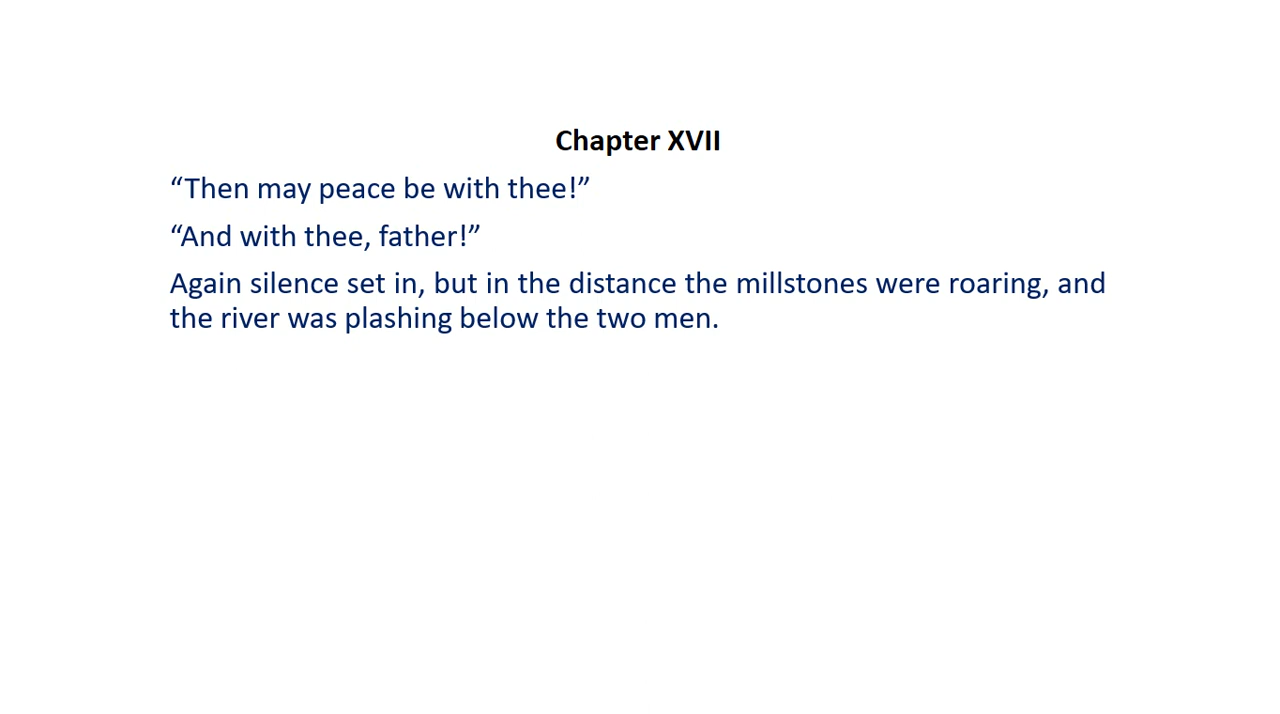 Chapter XVII
“Then may peace be with thee!”
“And with thee, father!”
Again silence set in, but in the distance the millstones were roaring, and
the river was plashing below the two men.